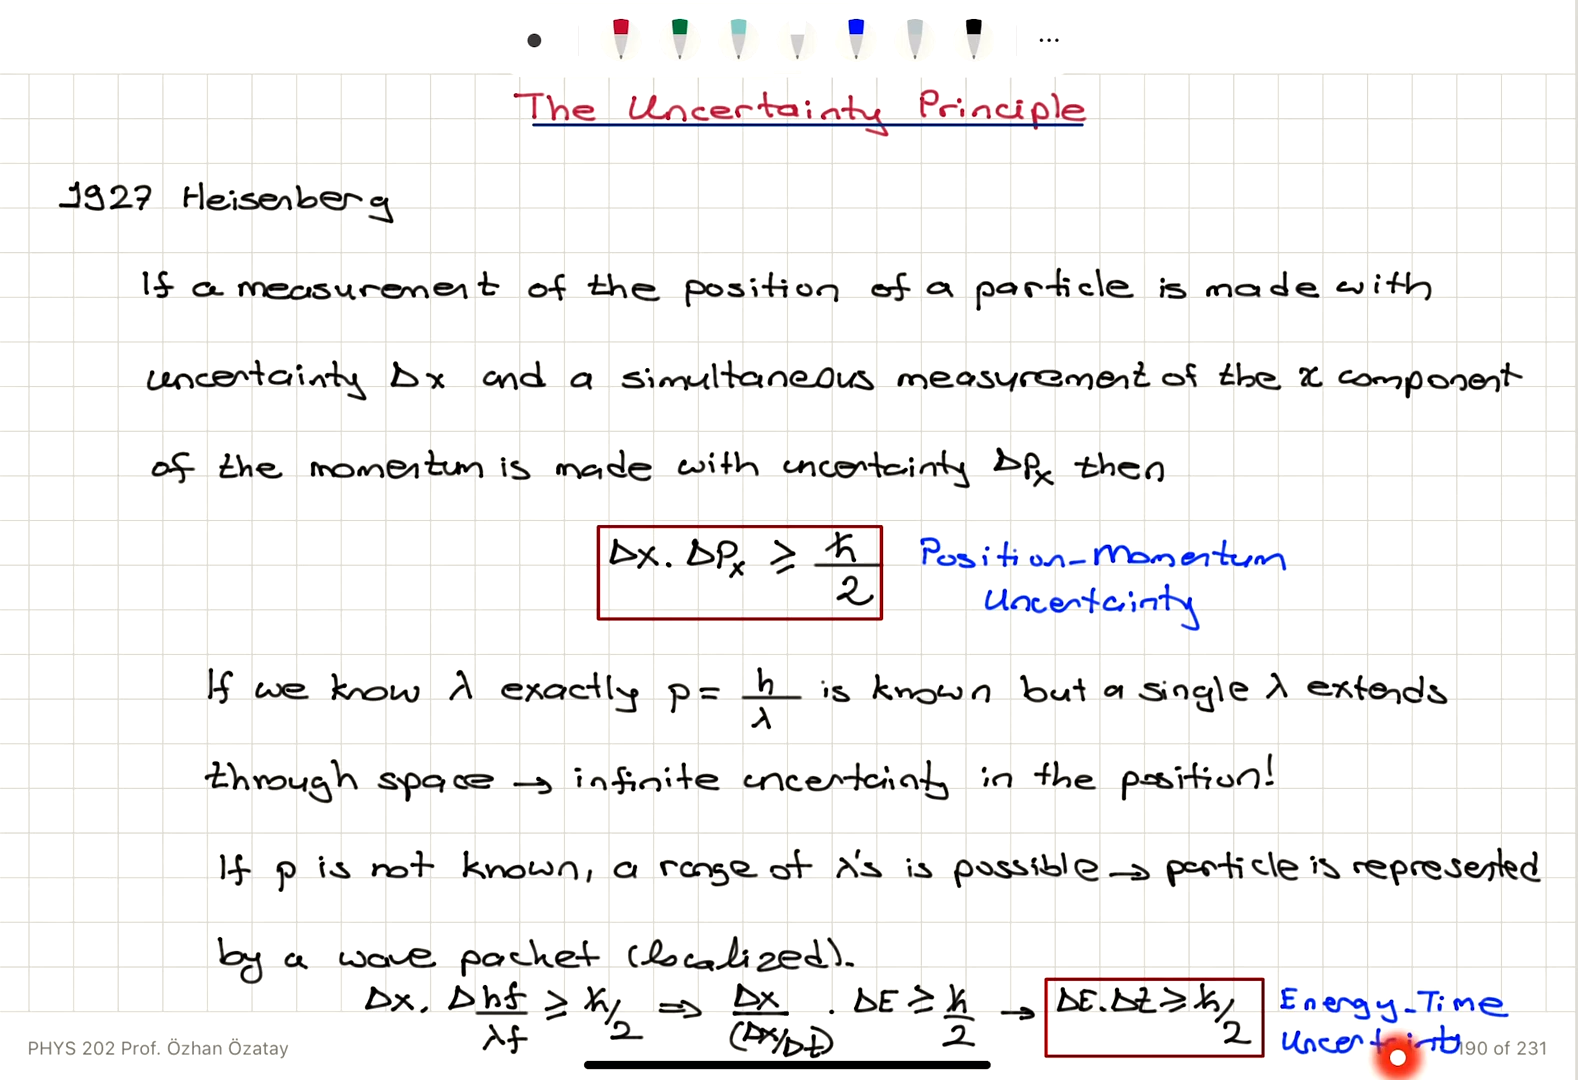 The Uncertainty Principle
1927 Heisenberg
If a measurement of the position of a particle is made with
uncertainty Δx and a simultaneous measurement of the x component
of the momentum is made with uncertainty ΔPx then
Δx. ΔPx ≥ ħ/2 Position-Momentum
Uncertainty
If we know λ exactly p = h/λ is known but a single λ extends
through space → infinite uncertainty in the position!
If p is not known, a range of λ's is possible → particle is represented
by a wave packet (localized).
Δx. Δhf/λf ≥ ħ/2 ⇒ Δx/(Δx/Δt) . ΔE ≥ ħ/2 → ΔE.Δt ≥ ħ/2 Energy-Time
Uncertainty
PHYS 202 Prof. Özhan Özatay
190 of 231